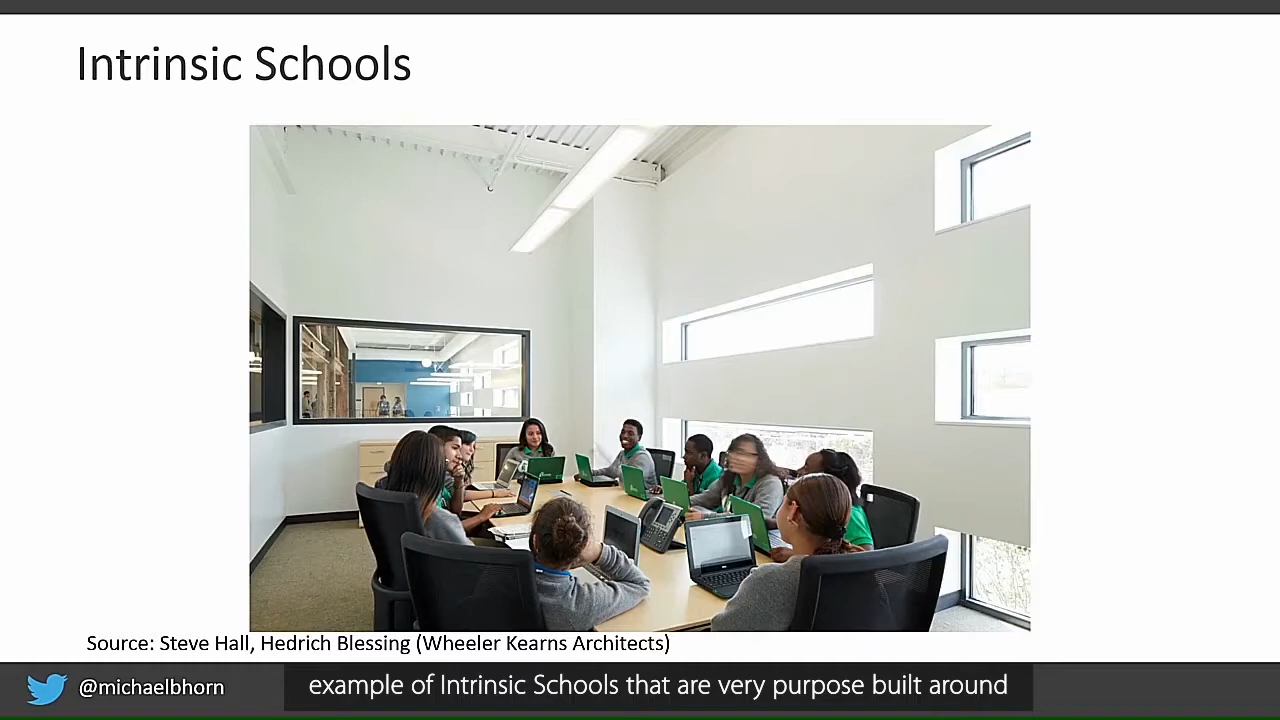 Intrinsic Schools
Source: Steve Hall, Hedrich Blessing (Wheeler Kearns Architects)
@michaelbhorn
example of Intrinsic Schools that are very purpose built around